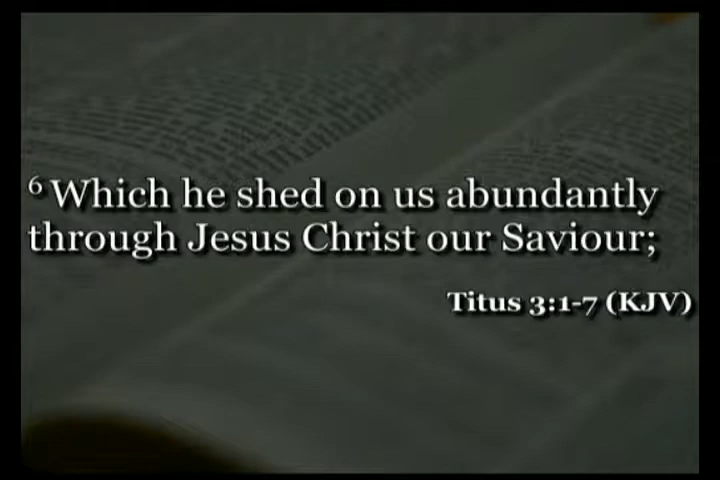 6 Which he shed on us abundantly
through Jesus Christ our Saviour;
Titus 3:1-7 (KJV)